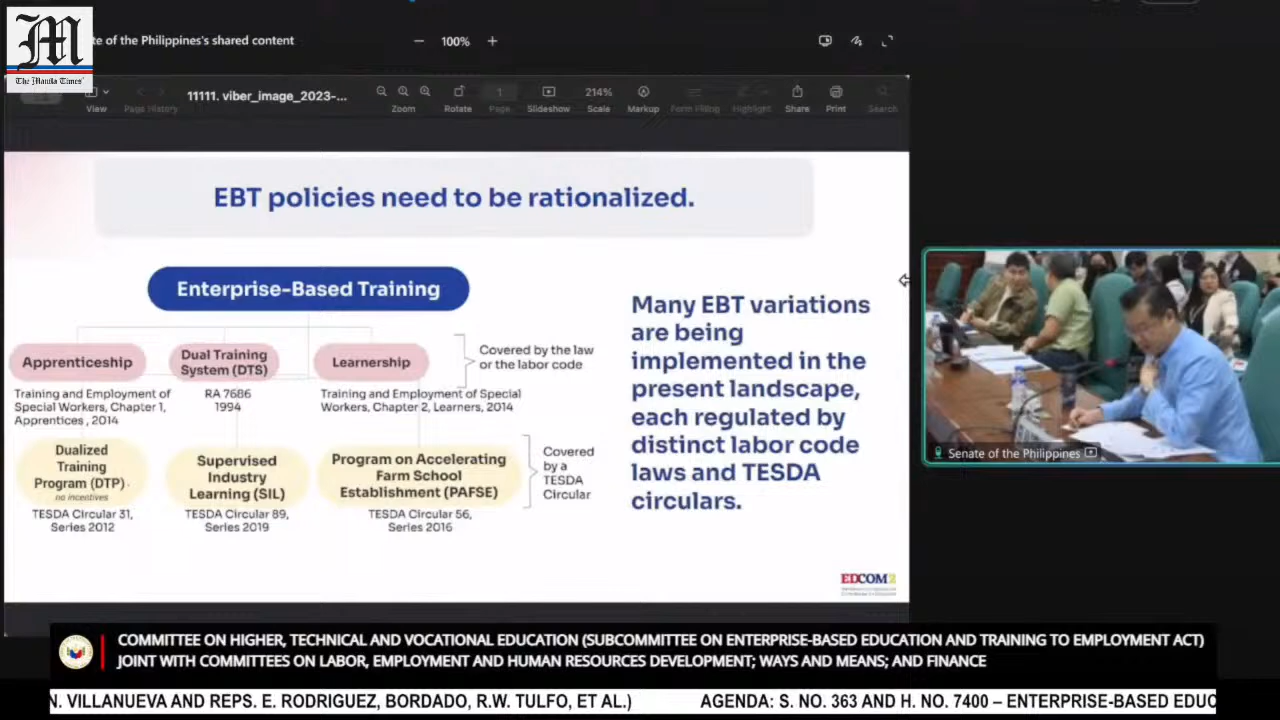 M
The Manila Times
te of the Philippines's shared content
100%
11111. viber_image_2023-...
View
Page History
Zoom
Rotate
Page
1
Slideshow
214%
Scale
Markup
Form Filling
Highlight
Share
Print
Search
EBT policies need to be rationalized.
Enterprise-Based Training
Apprenticeship
Dual Training
System (DTS)
Learnership
Covered by the law
or the labor code
Training and Employment of
Special Workers, Chapter 1,
Apprentices , 2014
RA 7686
1994
Training and Employment of Special
Workers, Chapter 2, Learners, 2014
Dualized
Training
Program (DTP)
no incentives
Supervised
Industry
Learning (SIL)
Program on Accelerating
Farm School
Establishment (PAFSE)
Covered
by a
TESDA
Circular
TESDA Circular 31,
Series 2012
TESDA Circular 89,
Series 2019
TESDA Circular 56,
Series 2016
Many EBT variations
are being
implemented in the
present landscape,
each regulated by
distinct labor code
laws and TESDA
circulars.
EDCOM 2
Senate of the Philippines
COMMITTEE ON HIGHER, TECHNICAL AND VOCATIONAL EDUCATION (SUBCOMMITTEE ON ENTERPRISE-BASED EDUCATION AND TRAINING TO EMPLOYMENT ACT)
JOINT WITH COMMITTEES ON LABOR, EMPLOYMENT AND HUMAN RESOURCES DEVELOPMENT; WAYS AND MEANS; AND FINANCE
N. VILLANUEVA AND REPS. E. RODRIGUEZ, BORDADO, R.W. TULFO, ET AL.) AGENDA: S. NO. 363 AND H. NO. 7400 – ENTERPRISE-BASED EDUC